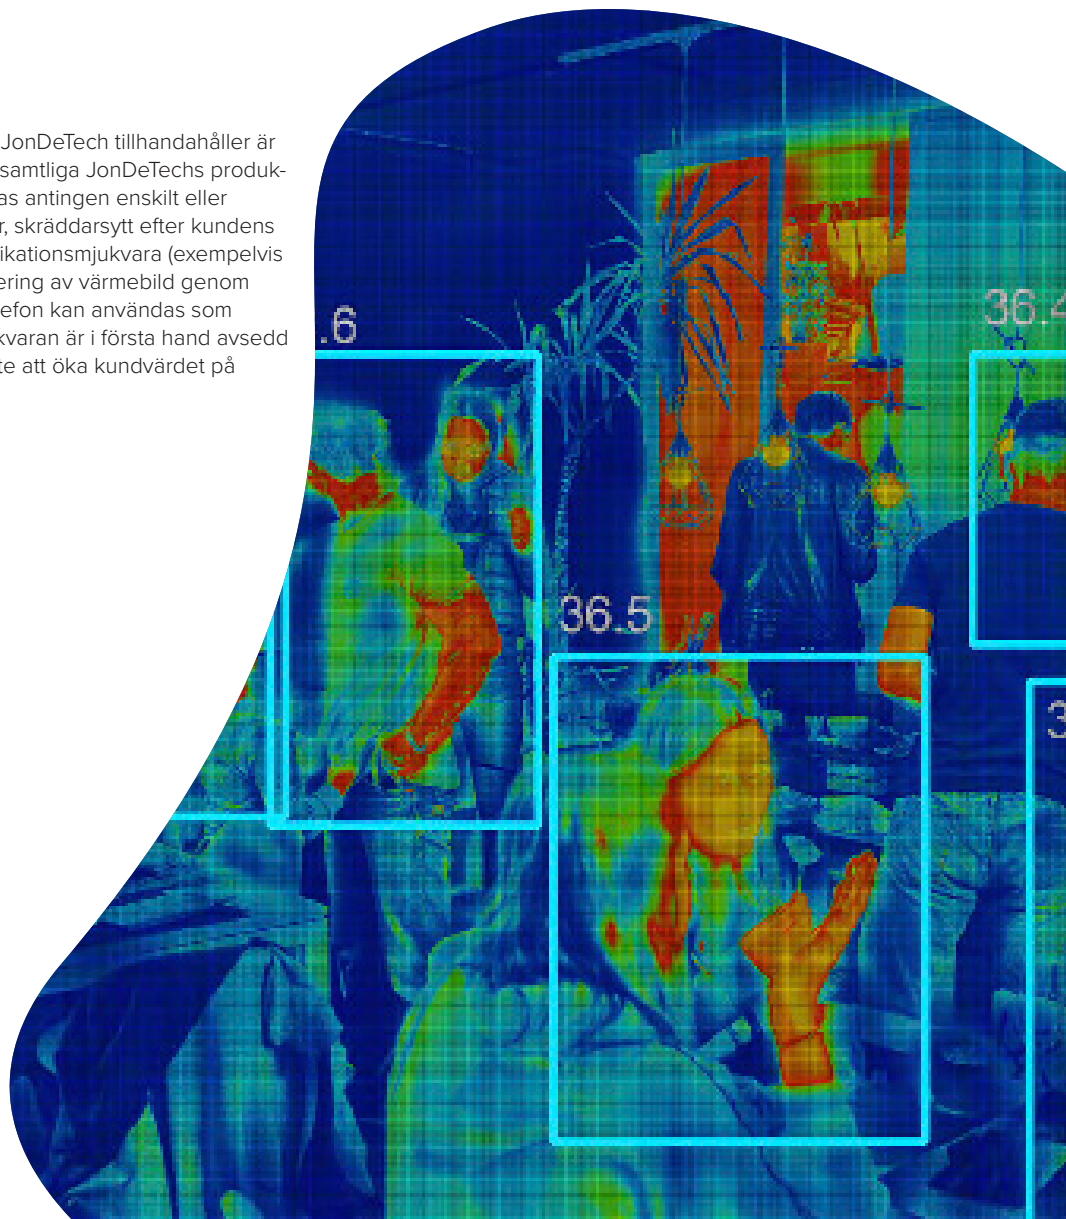 JonDeTech tillhandahåller är
samtliga JonDeTechs produk-
as antingen enskilt eller
r, skräddarsytt efter kundens
ikationsmjukvara (exempelvis
ering av värmebild genom
efon kan användas som
kvaran är i första hand avsedd
te att öka kundvärdet på
.6
36.4
36.5
3